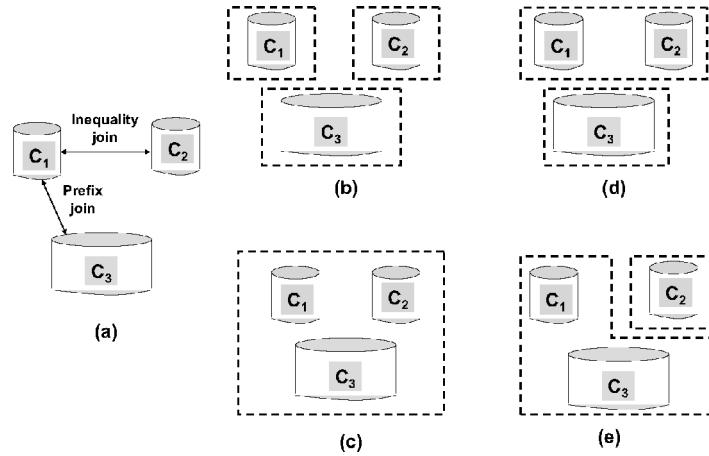 C1
Inequality
join
C2
Prefix
join
C3
(a)
C1
C2
C3
(b)
C1
C2
C3
(d)
C1
C2
C3
(c)
C1
C2
C3
(e)